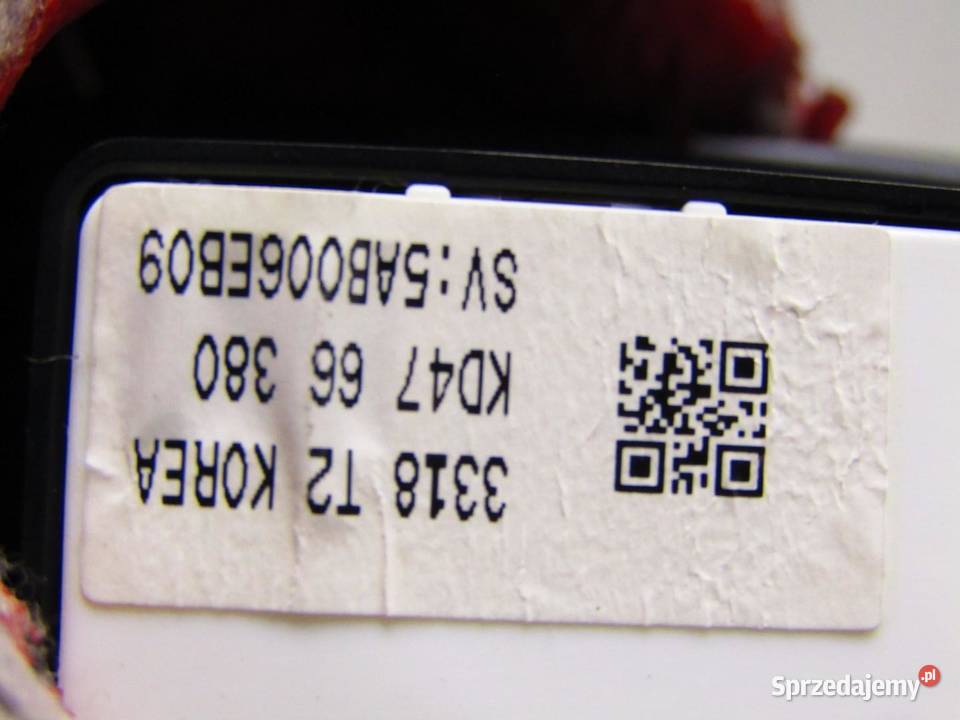 3318 T2 KOREA
KD47 66 380
SV:5AB006EB09
Sprzedajemy.pl